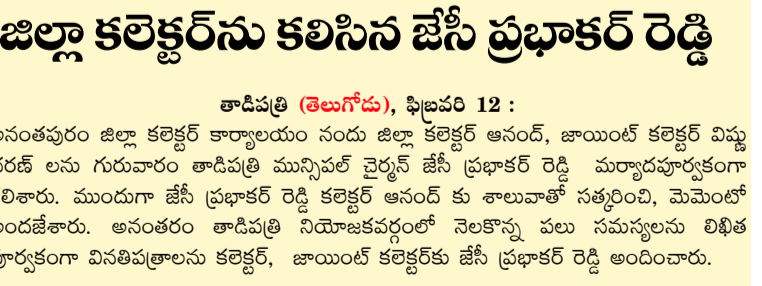 జిల్లా కలెక్టర్‌ను కలిసిన జేసీ ప్రభాకర్ రెడ్డి
తాడిపత్రి (తెలుగోడు), ఫిబ్రవరి 12 :
అనంతపురం జిల్లా కలెక్టర్ కార్యాలయం నందు జిల్లా కలెక్టర్ ఆనంద్, జాయింట్ కలెక్టర్ విష్ణు
చరణ్ లను గురువారం తాడిపత్రి మున్సిపల్ చైర్మన్ జేసీ ప్రభాకర్ రెడ్డి మర్యాదపూర్వకంగా
కలిశారు. ముందుగా జేసీ ప్రభాకర్ రెడ్డి కలెక్టర్ ఆనంద్ కు శాలువాతో సత్కరించి, మెమెంటో
అందజేశారు. అనంతరం తాడిపత్రి నియోజకవర్గంలో నెలకొన్న పలు సమస్యలను లిఖిత
పూర్వకంగా వినతిపత్రాలను కలెక్టర్, జాయింట్ కలెక్టర్‌కు జేసీ ప్రభాకర్ రెడ్డి అందించారు.